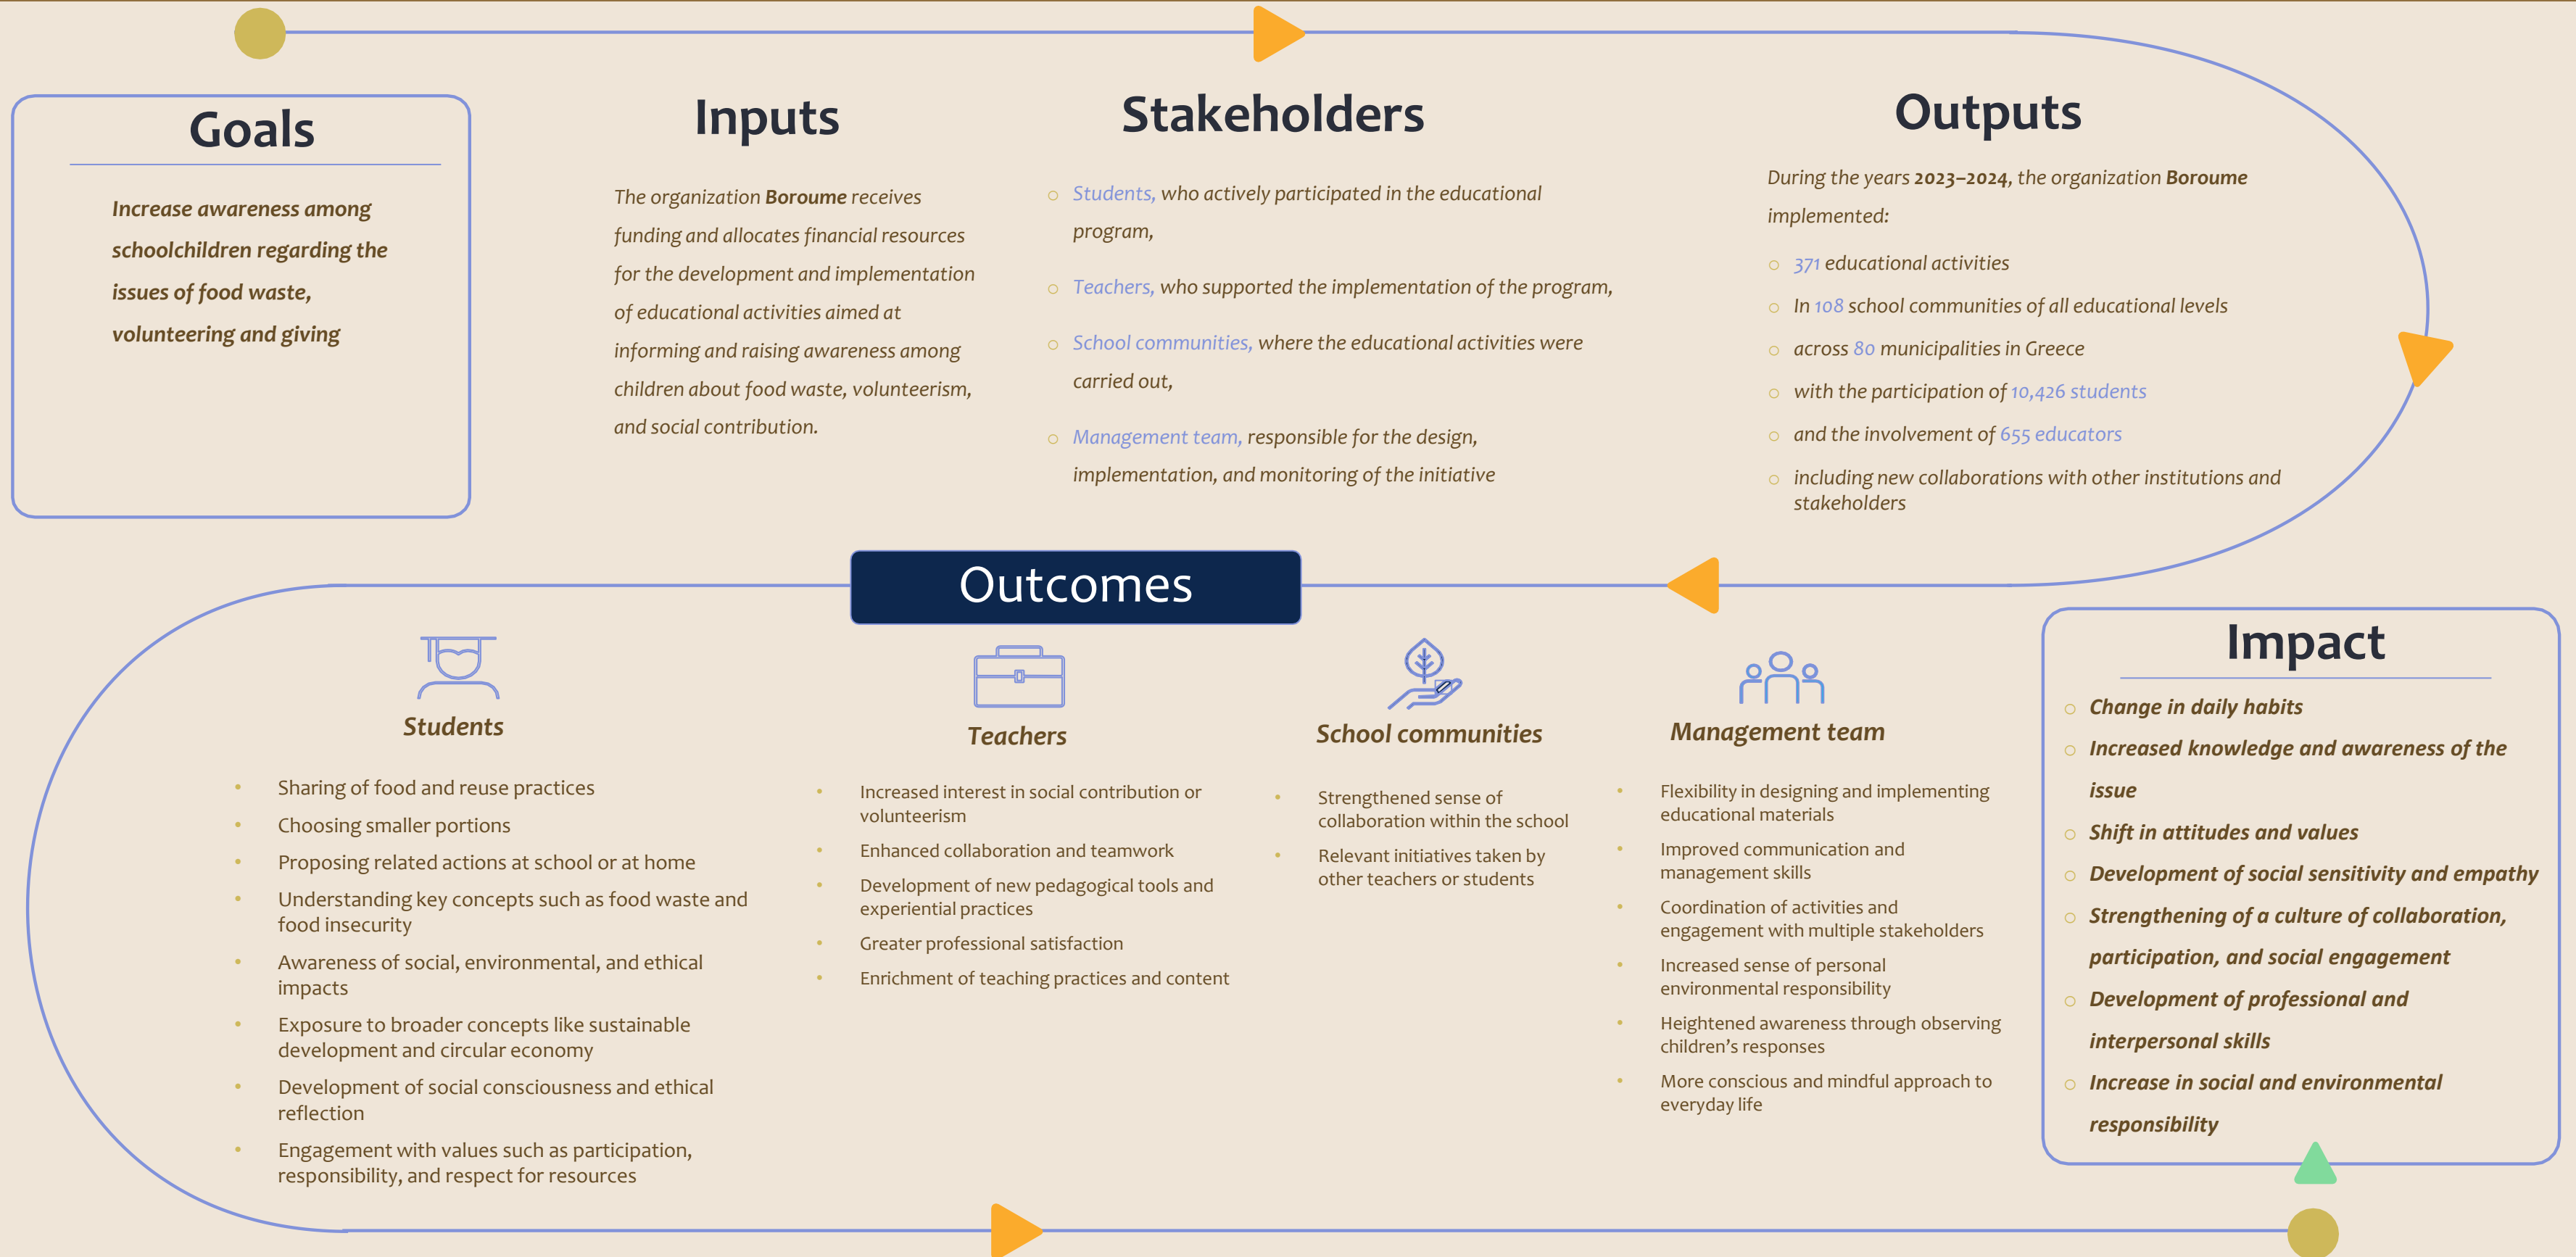 Goals
Increase awareness among
schoolchildren regarding the
issues of food waste,
volunteering and giving
Inputs
The organization Boroume receives
funding and allocates financial resources
for the development and implementation
of educational activities aimed at
informing and raising awareness among
children about food waste, volunteerism,
and social contribution.
Stakeholders
Students, who actively participated in the educational
program,
Teachers, who supported the implementation of the program,
School communities, where the educational activities were
carried out,
Management team, responsible for the design,
implementation, and monitoring of the initiative
Outputs
During the years 2023–2024, the organization Boroume
implemented:
371 educational activities
In 108 school communities of all educational levels
across 80 municipalities in Greece
with the participation of 10,426 students
and the involvement of 655 educators
including new collaborations with other institutions and
stakeholders
Outcomes
Students
Sharing of food and reuse practices
Choosing smaller portions
Proposing related actions at school or at home
Understanding key concepts such as food waste and
food insecurity
Awareness of social, environmental, and ethical
impacts
Exposure to broader concepts like sustainable
development and circular economy
Development of social consciousness and ethical
reflection
Engagement with values such as participation,
responsibility, and respect for resources
Teachers
Increased interest in social contribution or
volunteerism
Enhanced collaboration and teamwork
Development of new pedagogical tools and
experiential practices
Greater professional satisfaction
Enrichment of teaching practices and content
School communities
Strengthened sense of
collaboration within the school
Relevant initiatives taken by
other teachers or students
Management team
Flexibility in designing and implementing
educational materials
Improved communication and
management skills
Coordination of activities and
engagement with multiple stakeholders
Increased sense of personal
environmental responsibility
Heightened awareness through observing
children’s responses
More conscious and mindful approach to
everyday life
Impact
Change in daily habits
Increased knowledge and awareness of the
issue
Shift in attitudes and values
Development of social sensitivity and empathy
Strengthening of a culture of collaboration,
participation, and social engagement
Development of professional and
interpersonal skills
Increase in social and environmental
responsibility